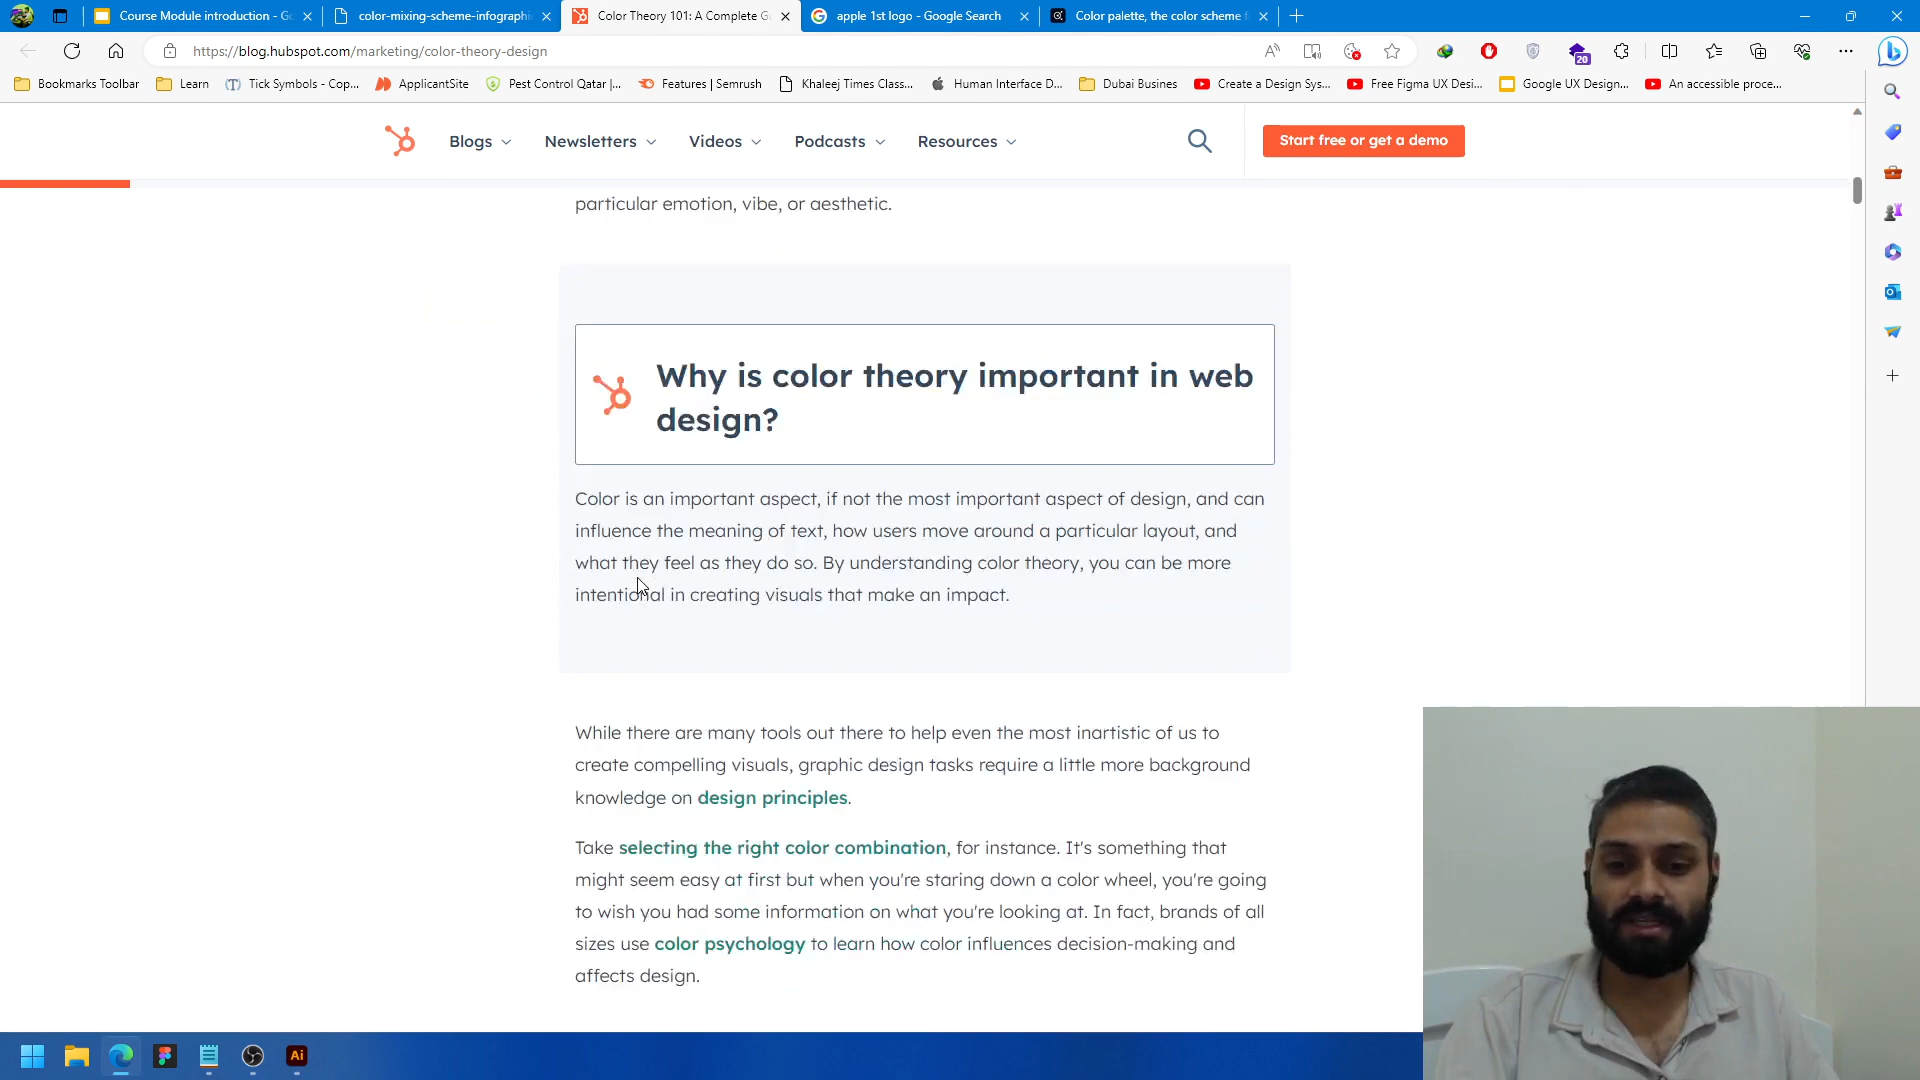 Course Module introduction - Go
color-mixing-scheme-infographi
Color Theory 101: A Complete G
apple 1st logo - Google Search
Color palette, the color scheme f
https://blog.hubspot.com/marketing/color-theory-design
20
Bookmarks Toolbar
Learn
Tick Symbols - Cop...
ApplicantSite
Pest Control Qatar |...
Features | Semrush
Khaleej Times Class...
Human Interface D...
Dubai Busines
Create a Design Sys...
Free Figma UX Desi...
Google UX Design...
An accessible proce...
Blogs
Newsletters
Videos
Podcasts
Resources
Start free or get a demo
particular emotion, vibe, or aesthetic.
Why is color theory important in web
design?
Color is an important aspect, if not the most important aspect of design, and can
influence the meaning of text, how users move around a particular layout, and
what they feel as they do so. By understanding color theory, you can be more
intentional in creating visuals that make an impact.
While there are many tools out there to help even the most inartistic of us to
create compelling visuals, graphic design tasks require a little more background
knowledge on design principles.
Take selecting the right color combination, for instance. It's something that
might seem easy at first but when you're staring down a color wheel, you're going
to wish you had some information on what you're looking at. In fact, brands of all
sizes use color psychology to learn how color influences decision-making and
affects design.
Ai